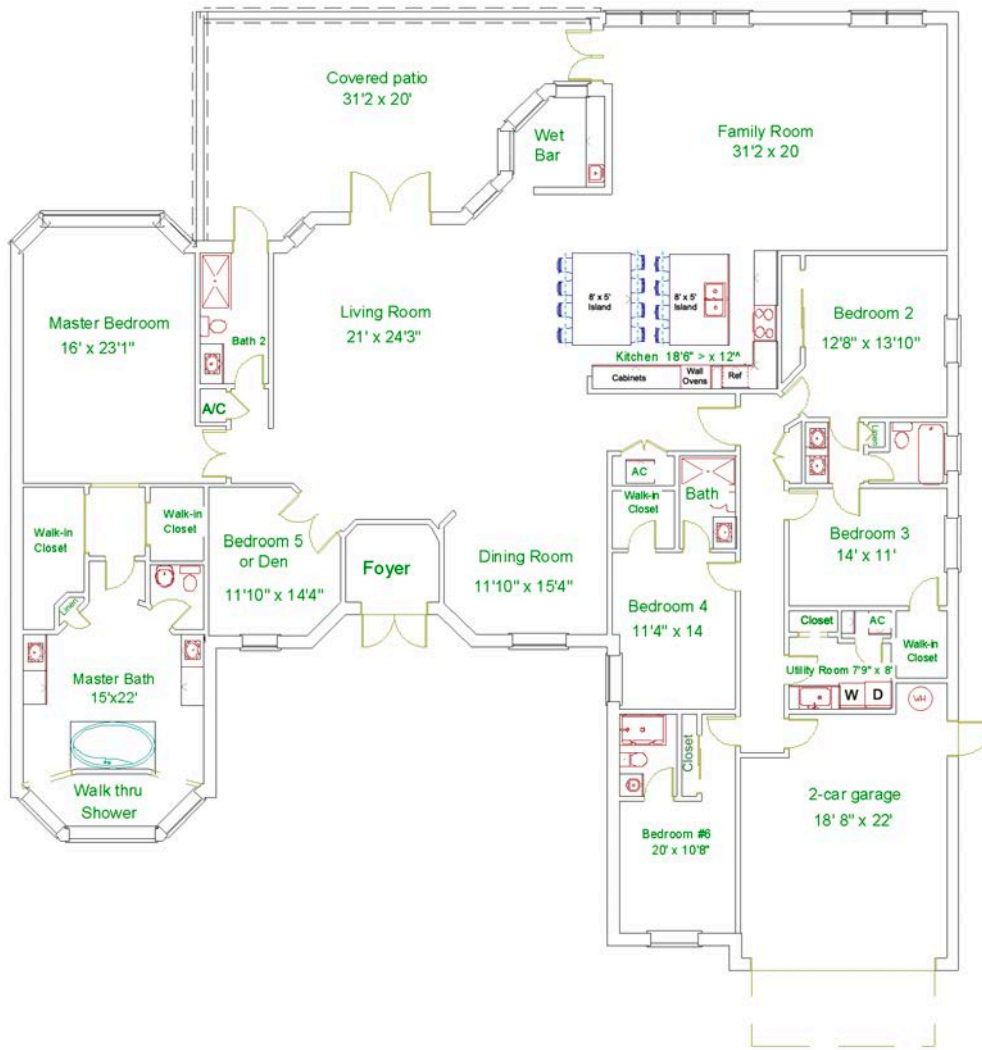 Covered patio
31'2 x 20'
Wet
Bar
Family Room
31'2 x 20
Master Bedroom
16' x 23'1"
Bath 2
A/C
Living Room
21' x 24'3"
8' x 5'
Island
8' x 5'
Island
Kitchen 18'6" > x 12'^
Cabinets
Wall
Ovens
Ref
Bedroom 2
12'8" x 13'10"
Linen
AC
Walk-in
Closet
Bath
Bedroom 3
14' x 11'
Walk-in
Closet
Walk-in
Closet
Linen
Bedroom 5
or Den
11'10" x 14'4"
Foyer
Dining Room
11'10" x 15'4"
Bedroom 4
11'4" x 14
Closet
AC
Walk-in
Closet
Utility Room 7'9" x 8'
W
D
WH
Master Bath
15'x22'
Walk thru
Shower
Closet
Bedroom #6
20' x 10'8"
2-car garage
18' 8" x 22'